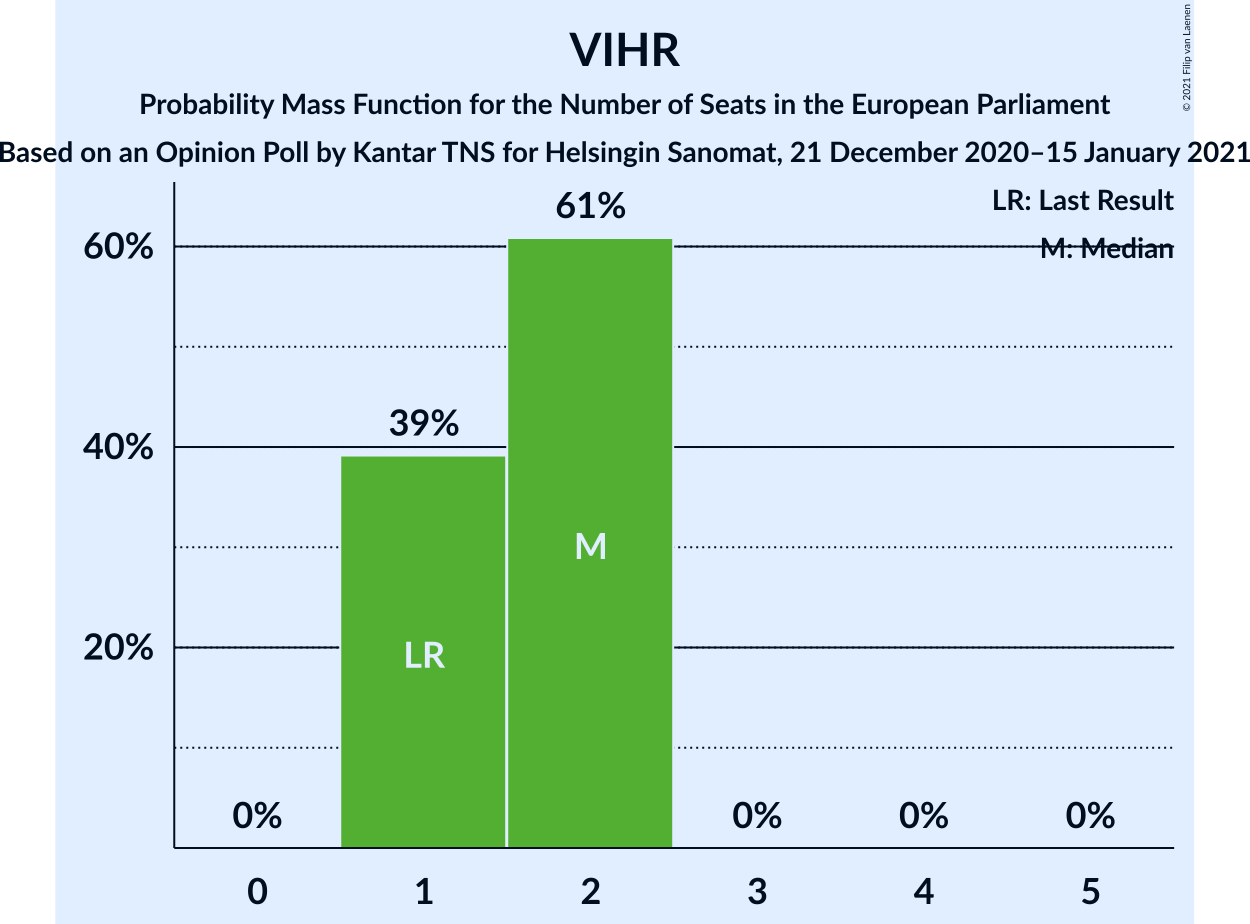 VIHR
Probability Mass Function for the Number of Seats in the European Parliament
Based on an Opinion Poll by Kantar TNS for Helsingin Sanomat, 21 December 2020–15 January 2021
© 2021 Filip van Laenen
LR: Last Result
M: Median
60%
40%
20%
0%
39%
61%
0%
0%
0%
LR
M
0
1
2
3
4
5